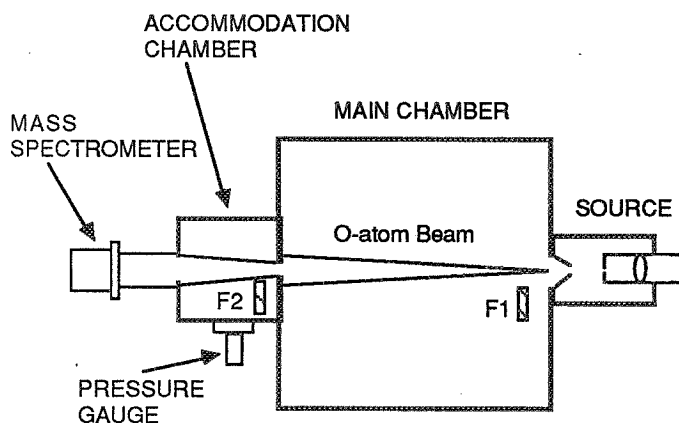 ACCOMMODATION
CHAMBER
MAIN CHAMBER
MASS
SPECTROMETER
SOURCE
O-atom Beam
F2
F1
PRESSURE
GAUGE